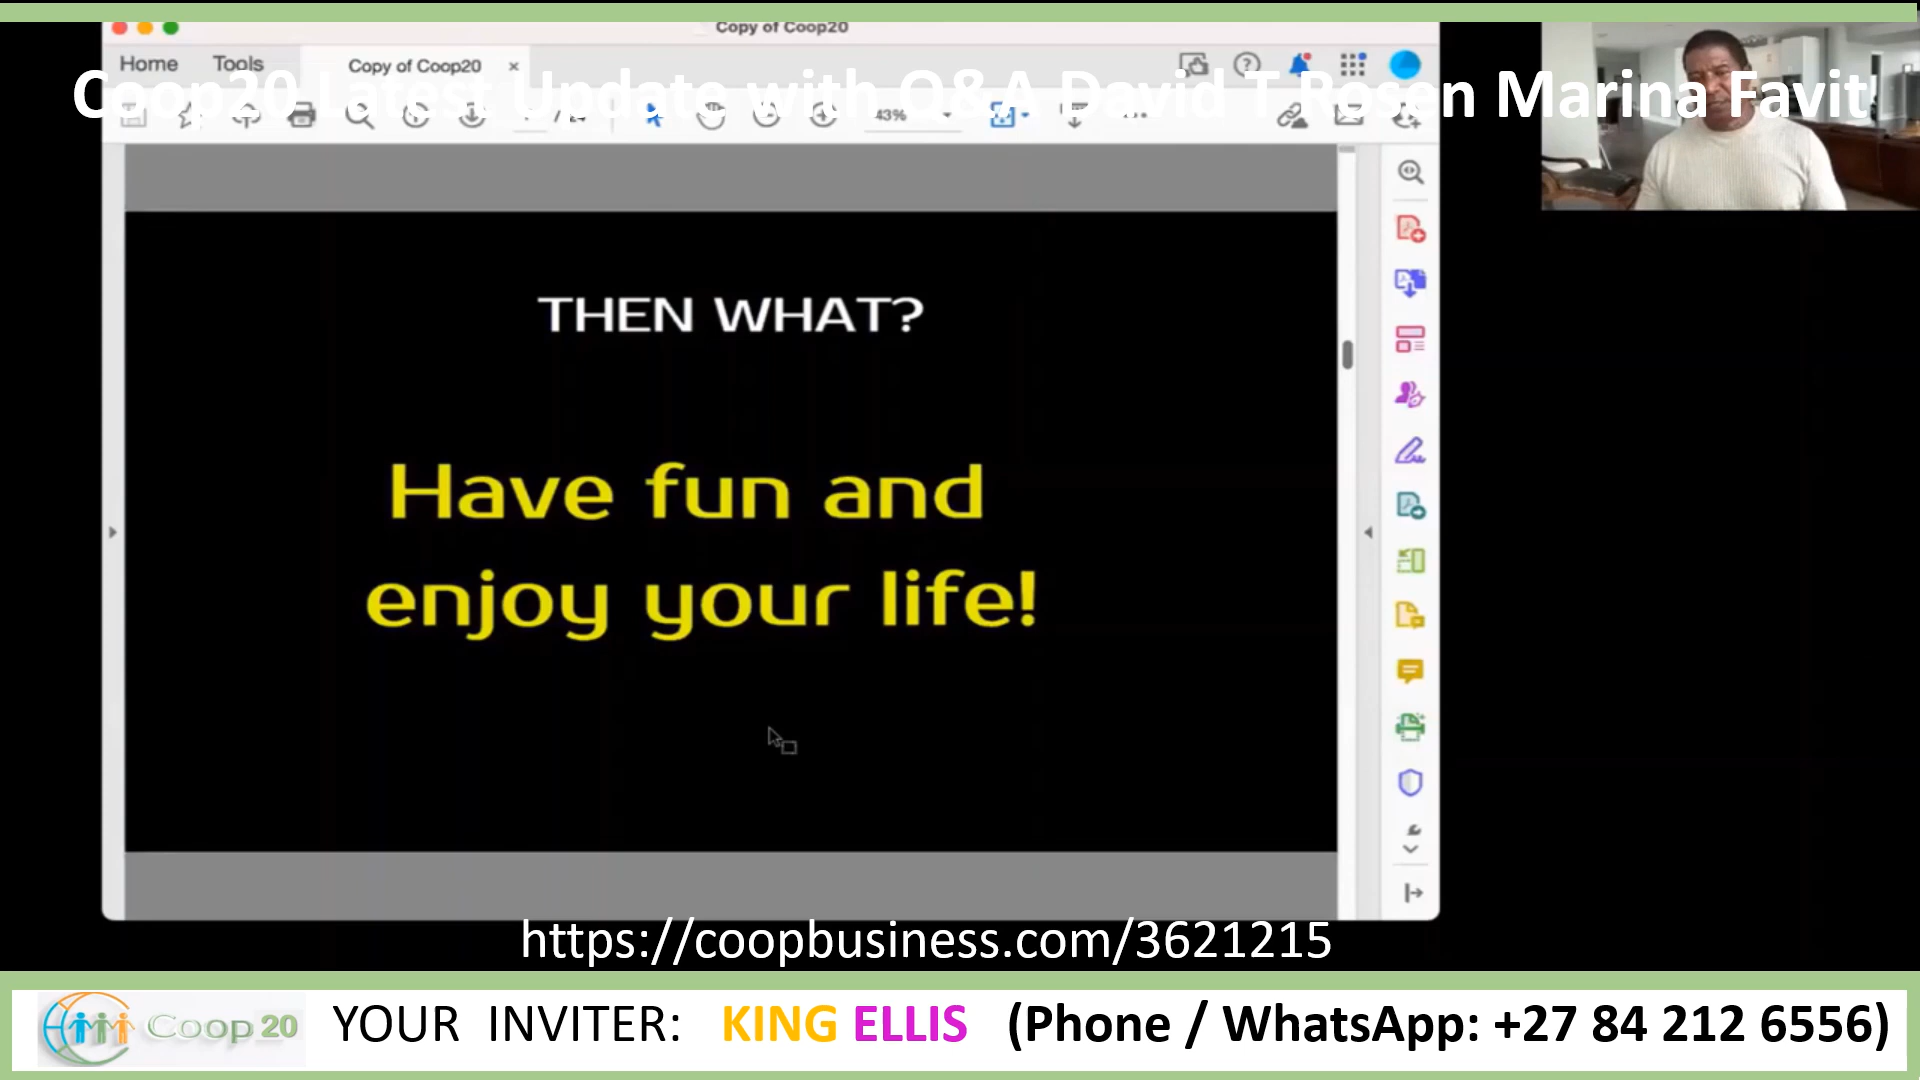 Copy of Coop20
Home Tools Copy of Coop20 ×
Coop20 Latest Update with Q&A David T Rosen Marina Favit
43%
THEN WHAT?
Have fun and
enjoy your life!
https://coopbusiness.com/3621215
Coop 20 YOUR INVITER: KING ELLIS (Phone / WhatsApp: +27 84 212 6556)